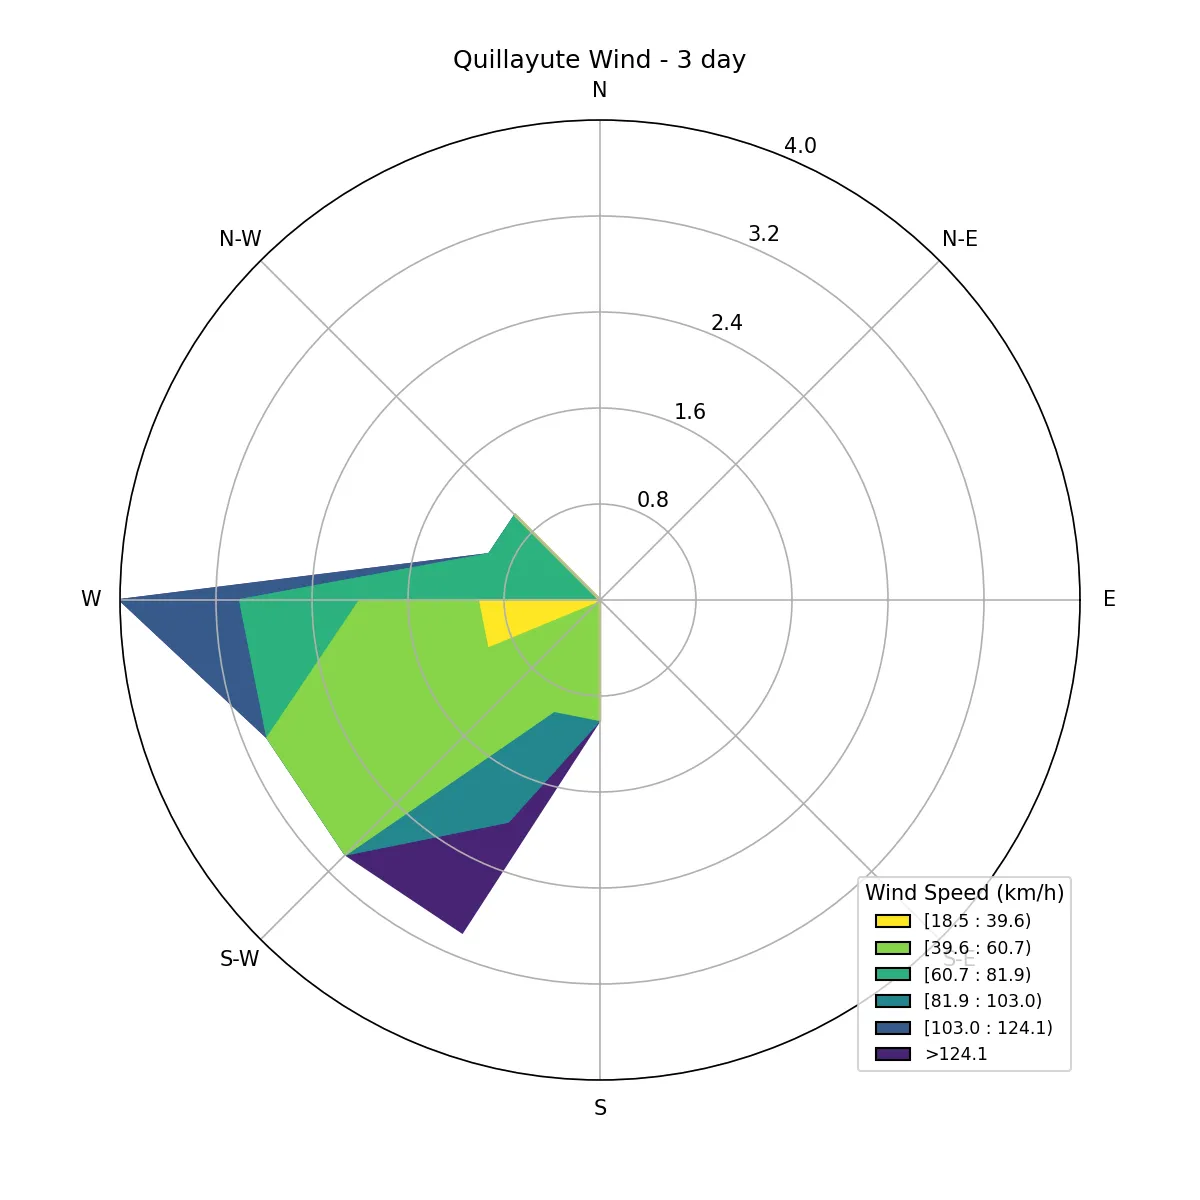 Quillayute Wind - 3 day
N
4.0
N-W
3.2
N-E
2.4
1.6
0.8
W
E
Wind Speed (km/h)
[18.5 : 39.6)
[39.6 : 60.7)
S-W
S-E
[60.7 : 81.9)
[81.9 : 103.0)
[103.0 : 124.1)
>124.1
S